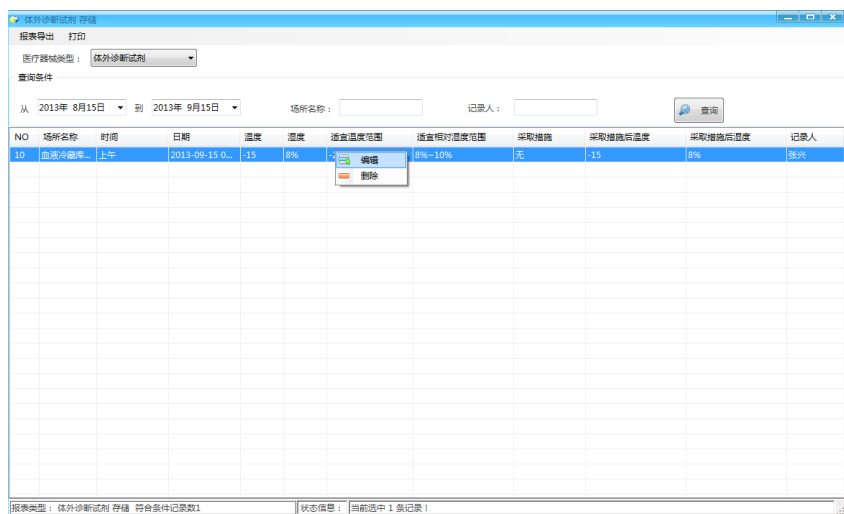 体外诊断试剂 存储
报表导出 打印
医疗器械类型： 体外诊断试剂
查询条件
从 2013年 8月15日 到 2013年 9月15日 场所名称： 记录人： 查询
NO 场所名称 时间 日期 温度 湿度 适宜温度范围 适宜相对湿度范围 采取措施 采取措施后温度 采取措施后湿度 记录人
10 血液冷藏库... 上午 2013-09-15 0... -15 8% 8%~10% 无 -15 8% 张兴
编辑
删除
报表类型： 体外诊断试剂 存储 符合条件记录数1 状态信息： 当前选中 1 条记录！